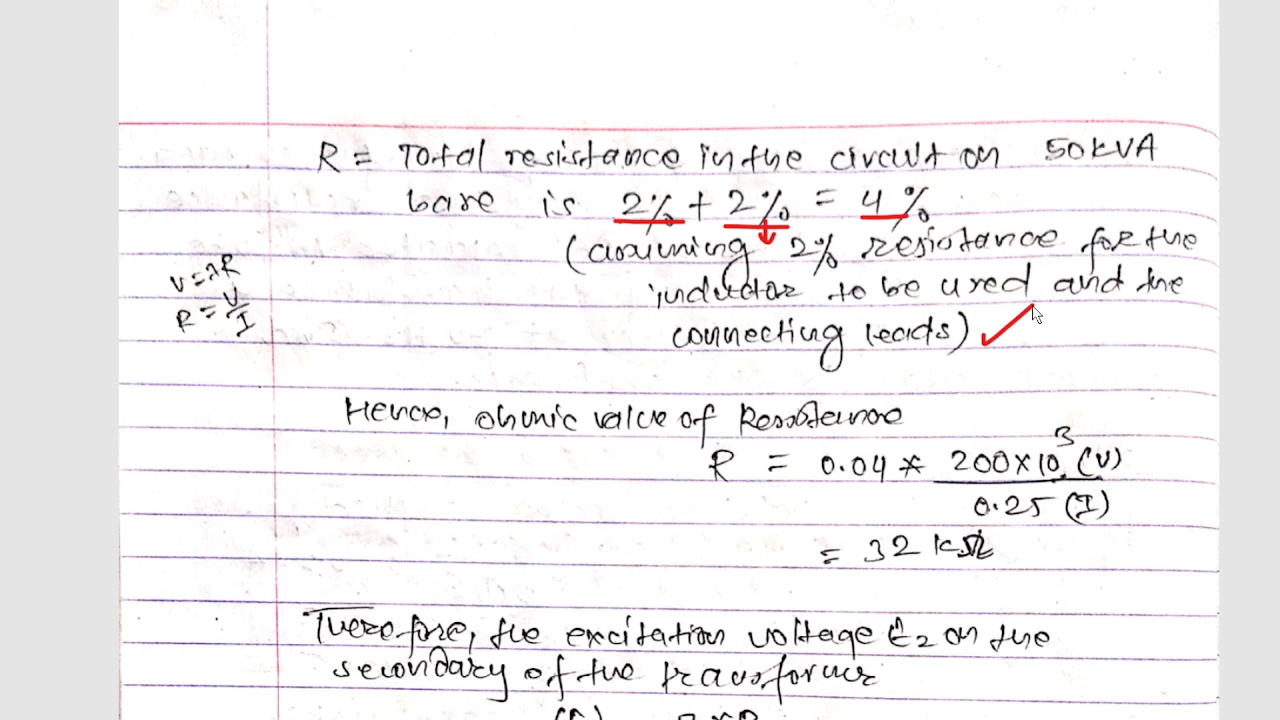 R = Total resistance in the circuit on 50kVA
base is 2% + 2% = 4%
(assuming 2% resistance for the
inductor to be used and the
connecting leads)
V=IR
R=V/I
Hence, ohmic value of Resistance
R = 0.04 * 200×10³ (V)
0.25 (I)
= 32 kΩ
Therefore, the excitation voltage E₂ on the
secondary of the transformer